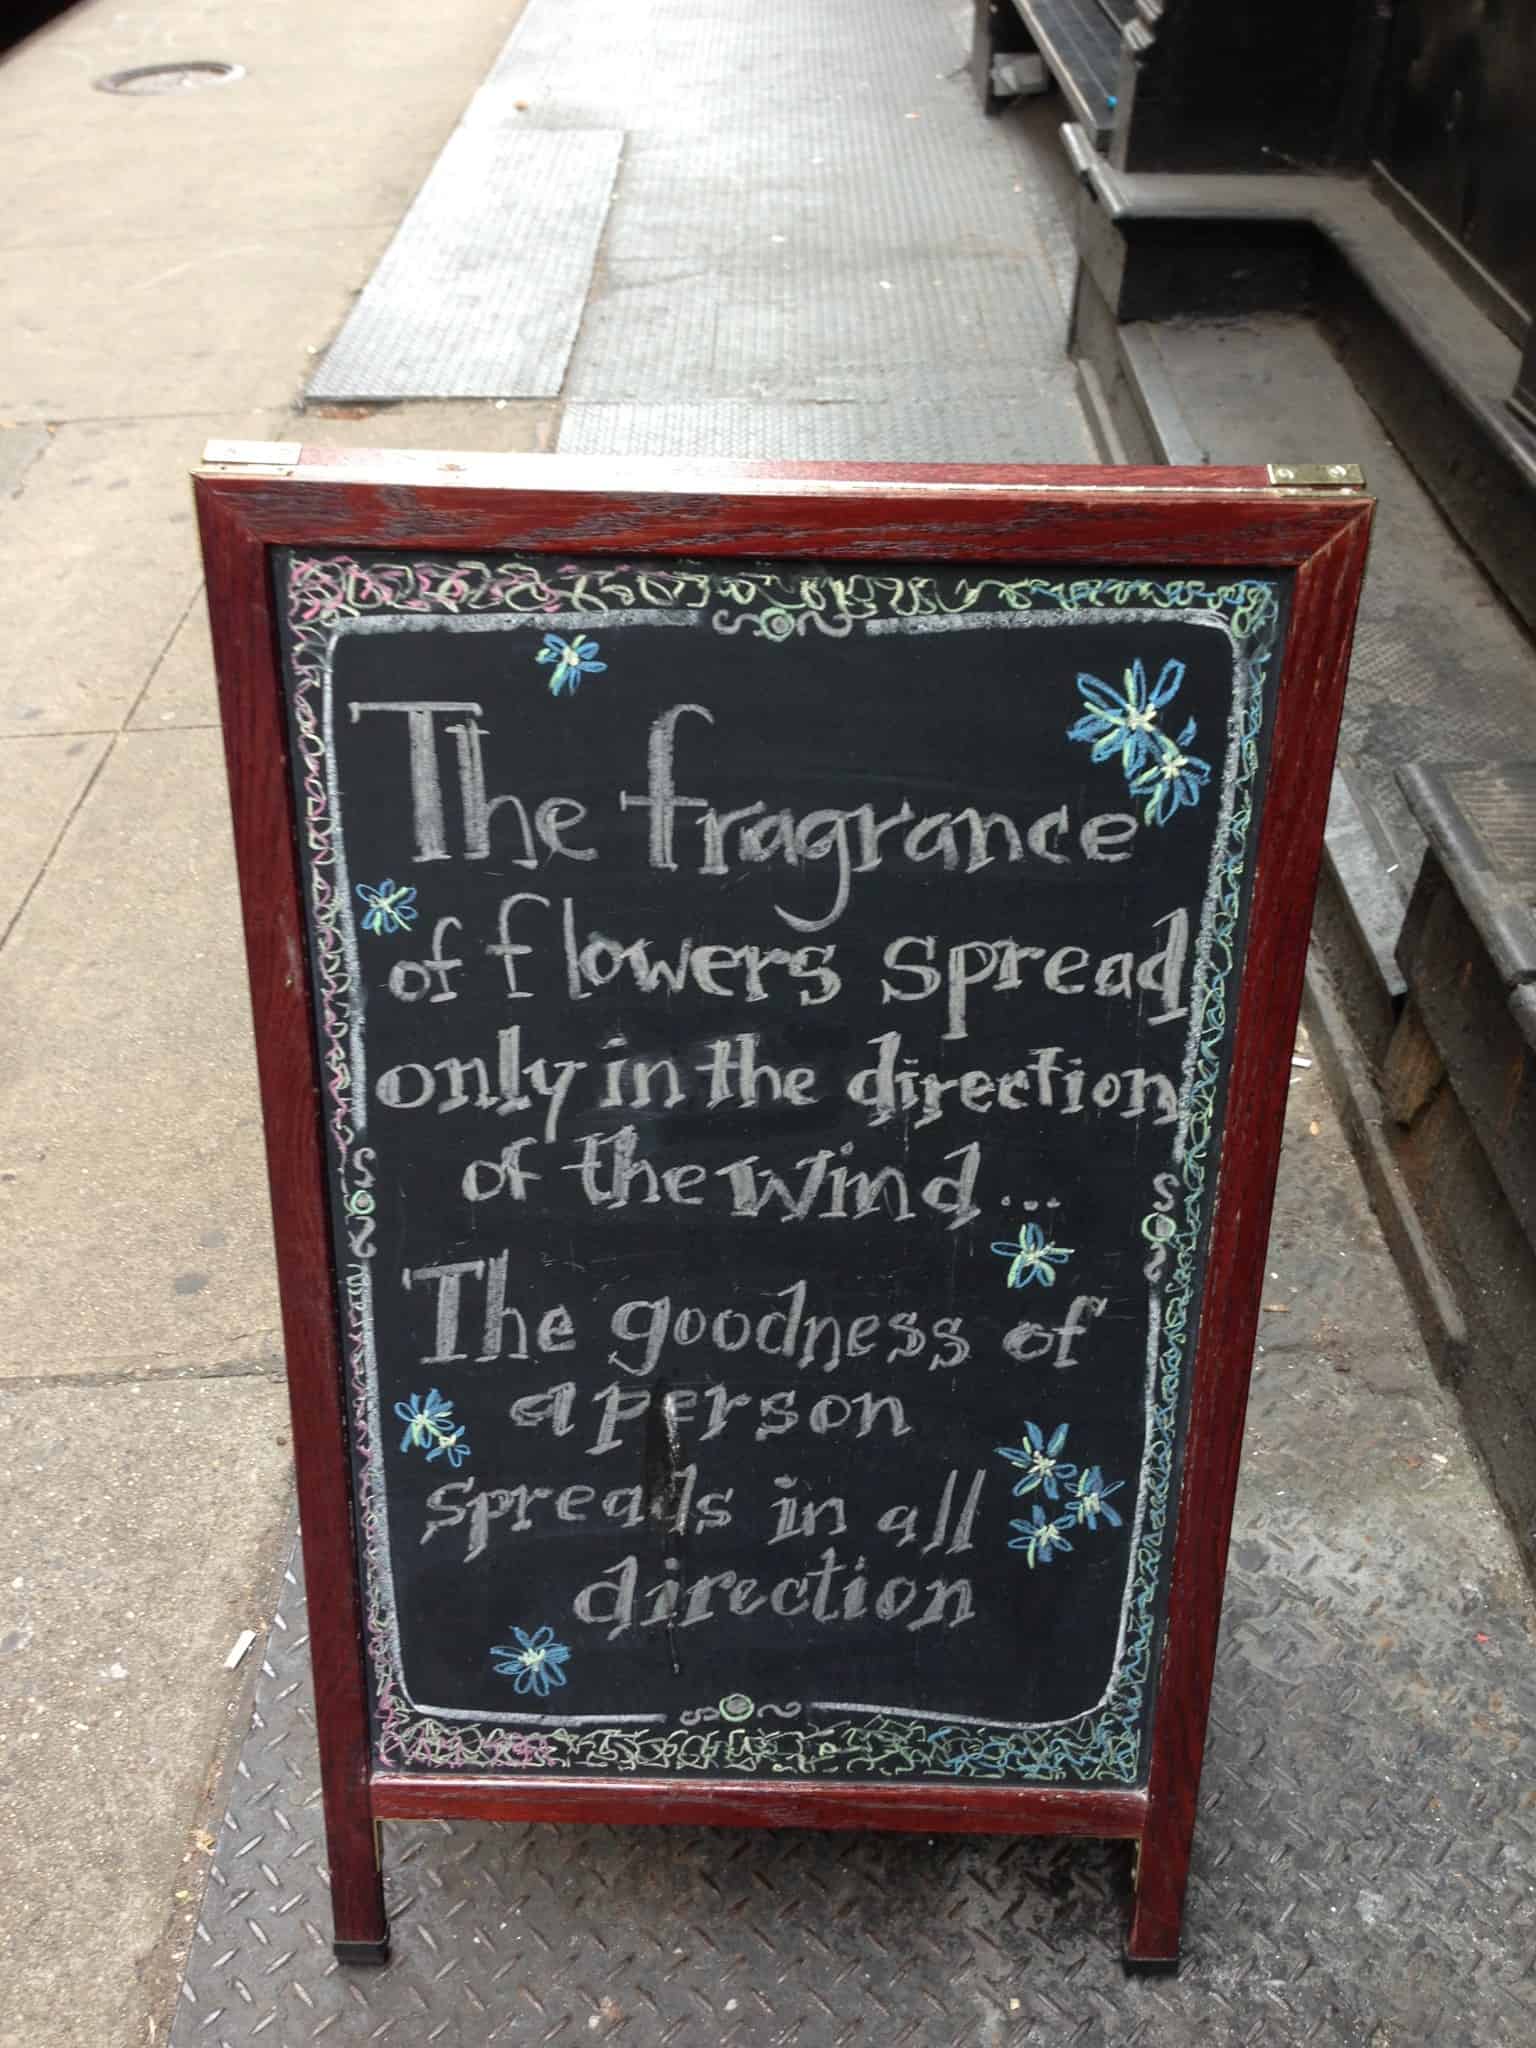 The fragrance
of flowers spread
only in the direction
of the wind...
The goodness of
a person
spreads in all
direction